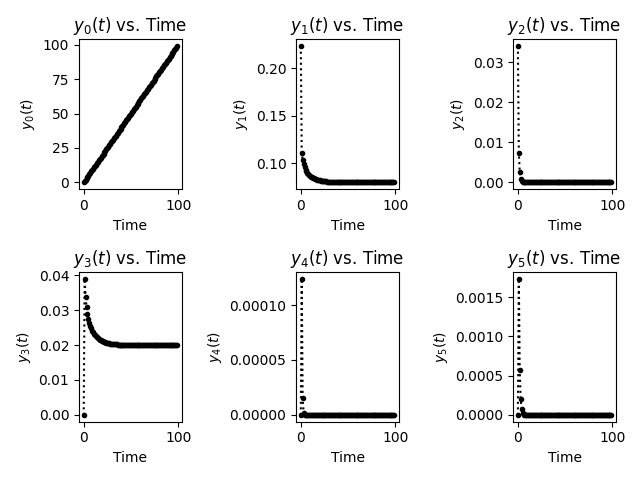 y₀(t) vs. Time
y₁(t) vs. Time
y₂(t) vs. Time
100
75
50
25
0
y₀(t)
0 100
Time
0.20
0.15
0.10
y₁(t)
0 100
Time
0.03
0.02
0.01
0.00
y₂(t)
0 100
Time
y₃(t) vs. Time
y₄(t) vs. Time
y₅(t) vs. Time
0.04
0.03
0.02
0.01
0.00
y₃(t)
0 100
Time
0.00010
0.00005
0.00000
y₄(t)
0 100
Time
0.0015
0.0010
0.0005
0.0000
y₅(t)
0 100
Time